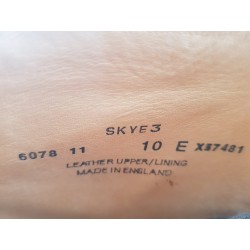 SKYE3
6078 11 10 E X87481
LEATHER UPPER/LINING
MADE IN ENGLAND